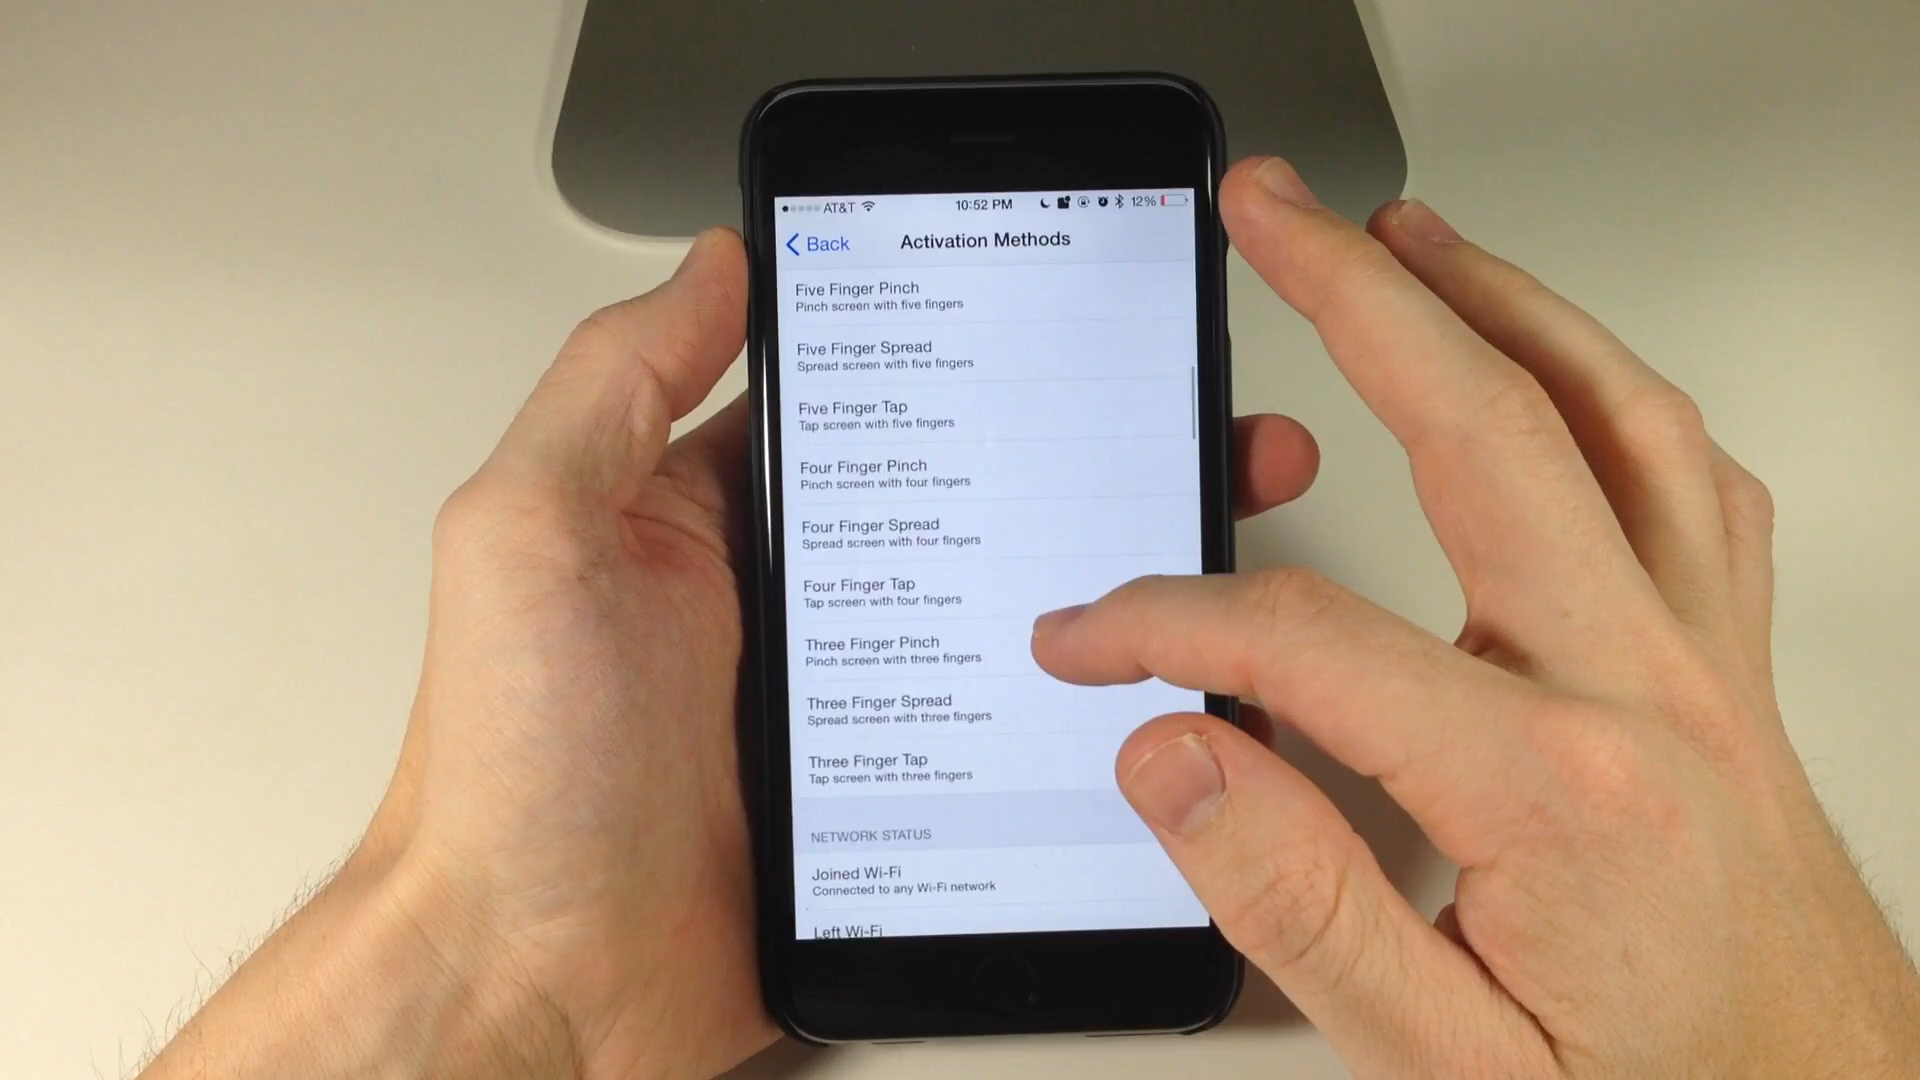 AT&T 10:52 PM 12%
Back Activation Methods
Five Finger Pinch
Pinch screen with five fingers
Five Finger Spread
Spread screen with five fingers
Five Finger Tap
Tap screen with five fingers
Four Finger Pinch
Pinch screen with four fingers
Four Finger Spread
Spread screen with four fingers
Four Finger Tap
Tap screen with four fingers
Three Finger Pinch
Pinch screen with three fingers
Three Finger Spread
Spread screen with three fingers
Three Finger Tap
Tap screen with three fingers
NETWORK STATUS
Joined Wi-Fi
Connected to any Wi-Fi network
Left Wi-Fi